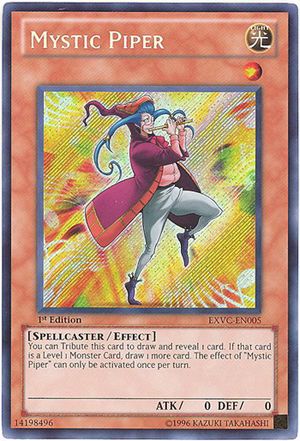 MYSTIC PIPER
LIGHT
光
1st Edition
EXVC-EN005
[SPELLCASTER / EFFECT]
You can Tribute this card to draw and reveal 1 card. If that card
is a Level 1 Monster Card, draw 1 more card. The effect of "Mystic
Piper" can only be activated once per turn.
ATK/ 0 DEF/ 0
14198496
©1996 KAZUKI TAKAHASHI